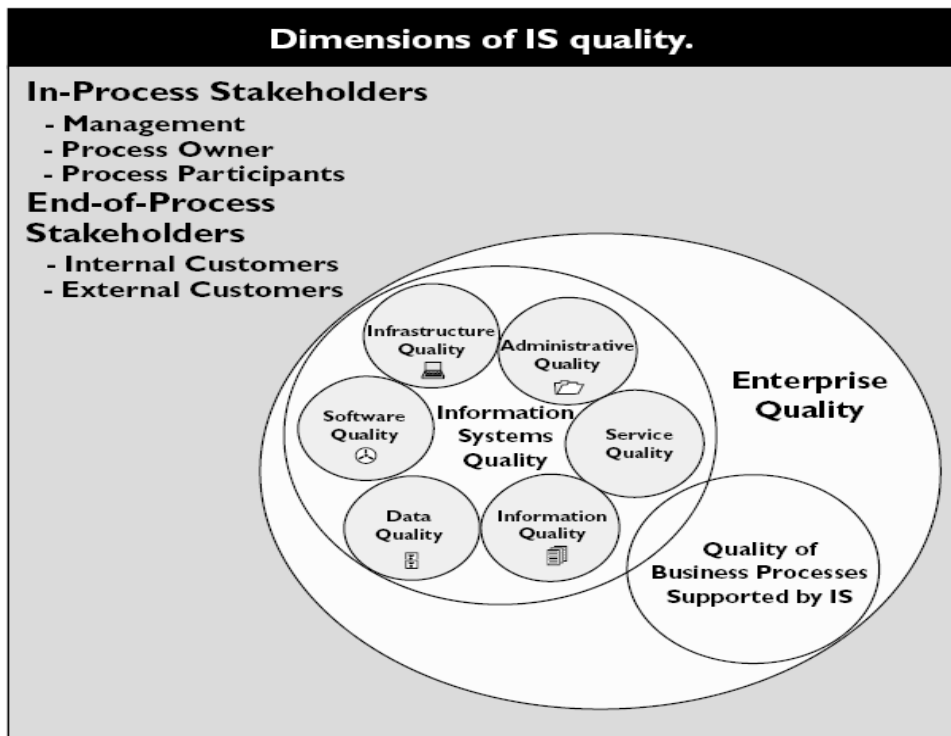 Dimensions of IS quality.
In-Process Stakeholders
- Management
- Process Owner
- Process Participants
End-of-Process
Stakeholders
- Internal Customers
- External Customers
Infrastructure
Quality
Administrative
Quality
Software
Quality
Information
Systems
Quality
Service
Quality
Data
Quality
Information
Quality
Enterprise
Quality
Quality of
Business Processes
Supported by IS